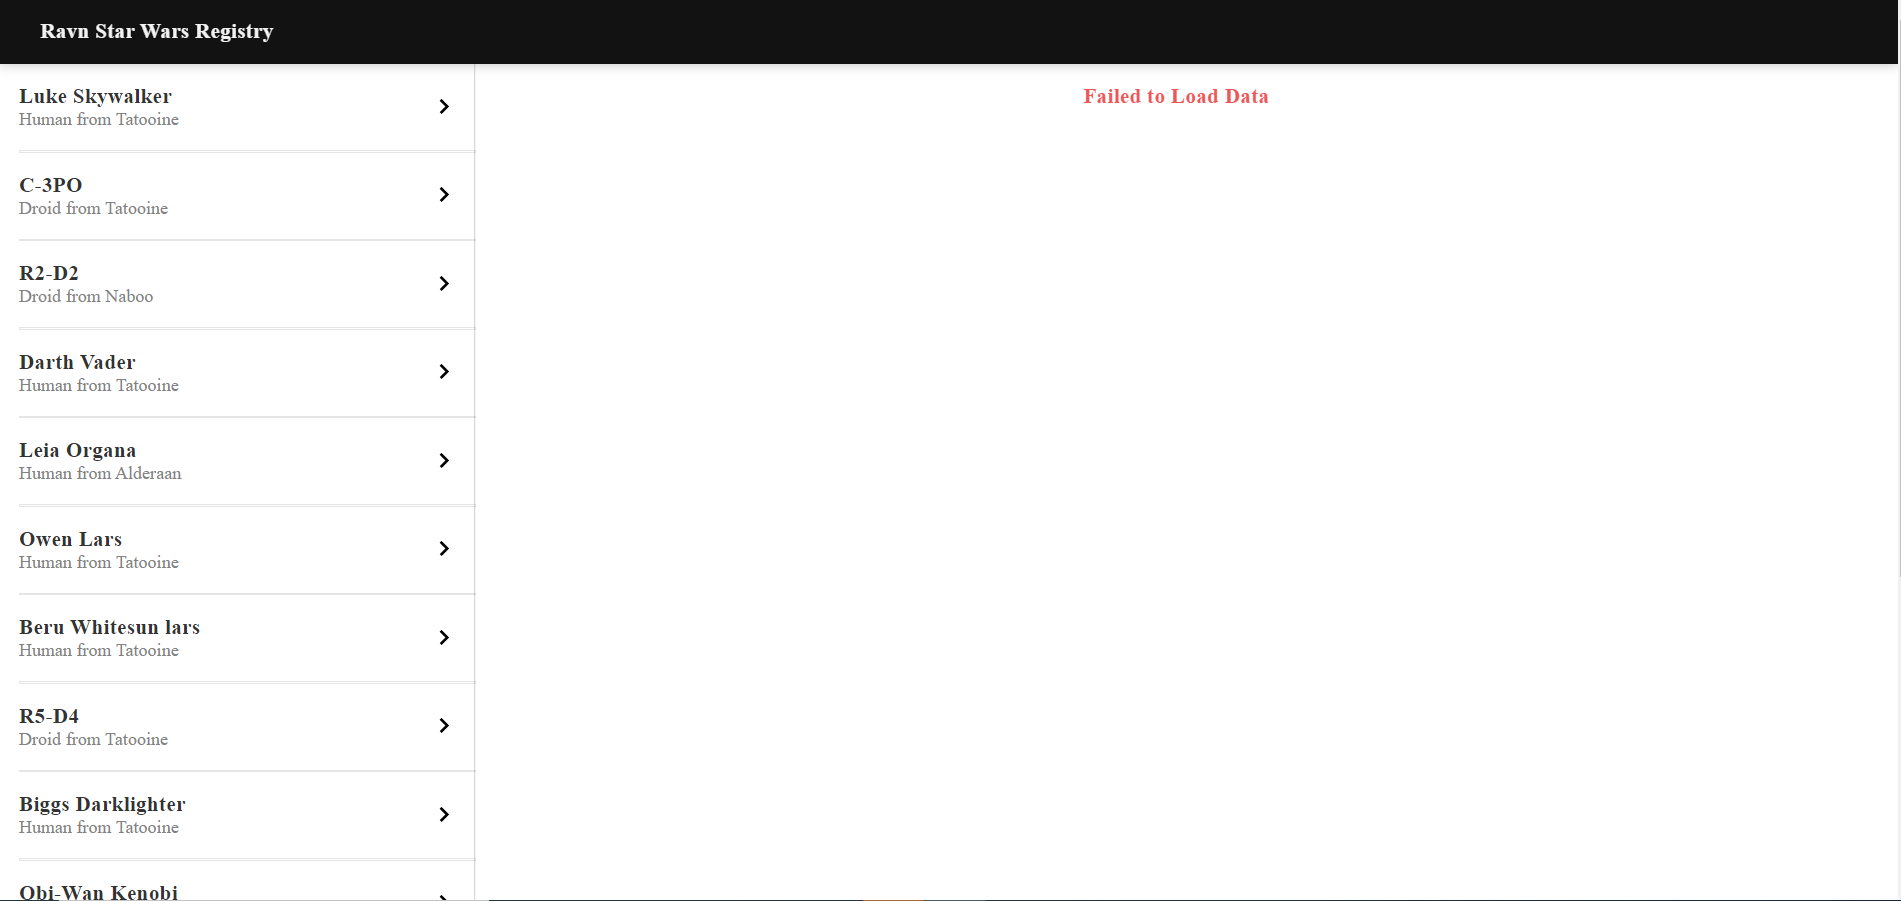 Ravn Star Wars Registry
Luke Skywalker
Human from Tatooine
C-3PO
Droid from Tatooine
R2-D2
Droid from Naboo
Darth Vader
Human from Tatooine
Leia Organa
Human from Alderaan
Owen Lars
Human from Tatooine
Beru Whitesun lars
Human from Tatooine
R5-D4
Droid from Tatooine
Biggs Darklighter
Human from Tatooine
Obi-Wan Kenobi
Failed to Load Data